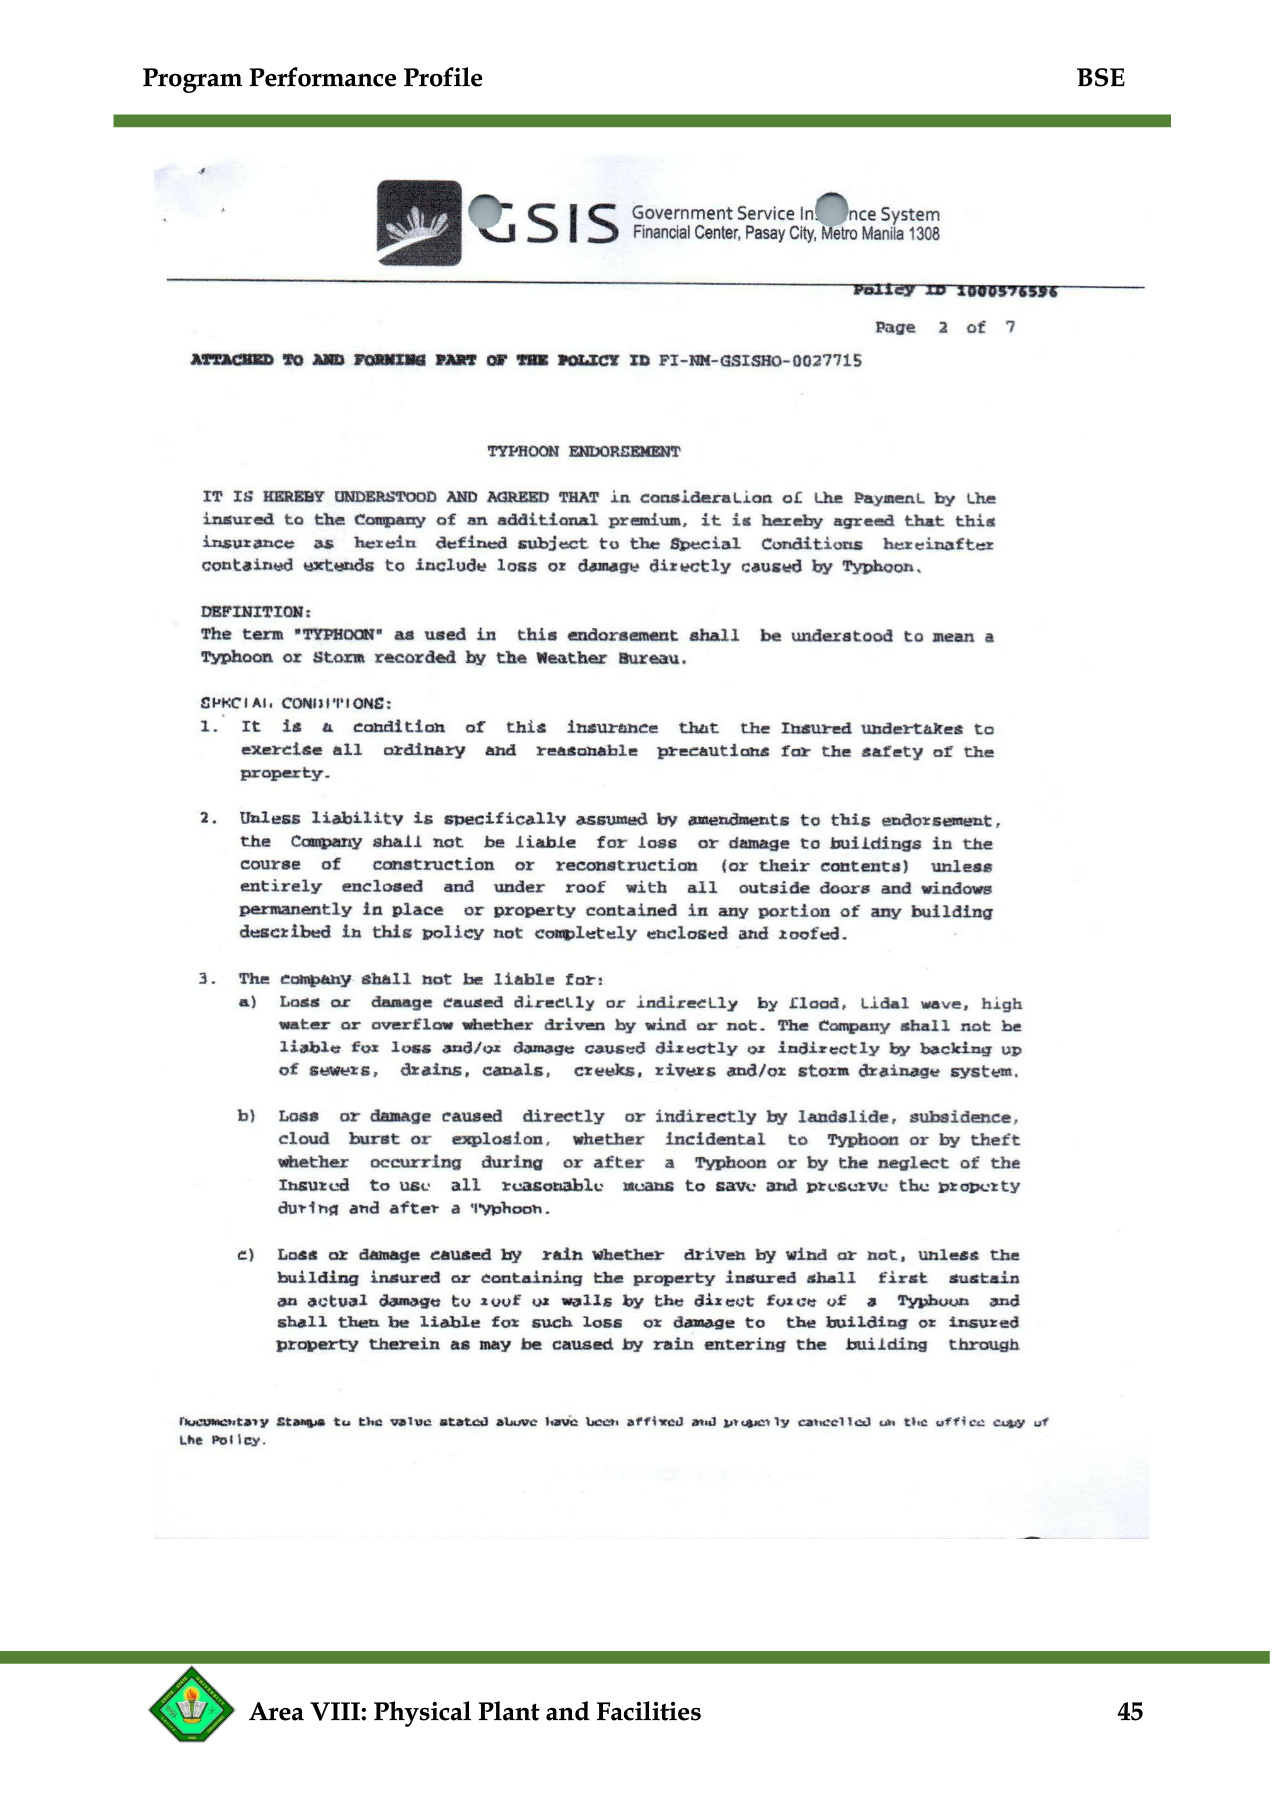 Program Performance Profile BSE
GSIS Government Service Ins nce System
Financial Center, Pasay City, Metro Manila 1308
Policy ID 1000576596
Page 2 of 7
ATTACHED TO AND FORMING PART OF THE POLICY ID FI-NM-GSISHO-0027715
TYPHOON ENDORSEMENT
IT IS HEREBY UNDERSTOOD AND AGREED THAT in consideration of the Payment by the
insured to the Company of an additional premium, it is hereby agreed that this
insurance as herein defined subject to the Special Conditions hereinafter
contained extends to include loss or damage directly caused by Typhoon.
DEFINITION:
The term "TYPHOON" as used in this endorsement shall be understood to mean a
Typhoon or Storm recorded by the Weather Bureau.
SPECIAL CONDITIONS:
1. It is a condition of this insurance that the Insured undertakes to
exercise all ordinary and reasonable precautions for the safety of the
property.
2. Unless liability is specifically assumed by amendments to this endorsement,
the Company shall not be liable for loss or damage to buildings in the
course of construction or reconstruction (or their contents) unless
entirely enclosed and under roof with all outside doors and windows
permanently in place or property contained in any portion of any building
described in this policy not completely enclosed and roofed.
3. The company shall not be liable for:
a) Loss or damage caused directly or indirectly by flood, tidal wave, high
water or overflow whether driven by wind or not. The Company shall not be
liable for loss and/or damage caused directly or indirectly by backing up
of sewers, drains, canals, creeks, rivers and/or storm drainage system.
b) Loss or damage caused directly or indirectly by landslide, subsidence,
cloud burst or explosion, whether incidental to Typhoon or by theft
whether occurring during or after a Typhoon or by the neglect of the
Insured to use all reasonable means to save and preserve the property
during and after a Typhoon.
c) Loss or damage caused by rain whether driven by wind or not, unless the
building insured or containing the property insured shall first sustain
an actual damage to roof or walls by the direct force of a Typhoon and
shall then be liable for such loss or damage to the building or insured
property therein as may be caused by rain entering the building through
Documentary Stamps to the value stated above have been affixed and properly cancelled on the office copy of
the Policy.
Area VIII: Physical Plant and Facilities 45